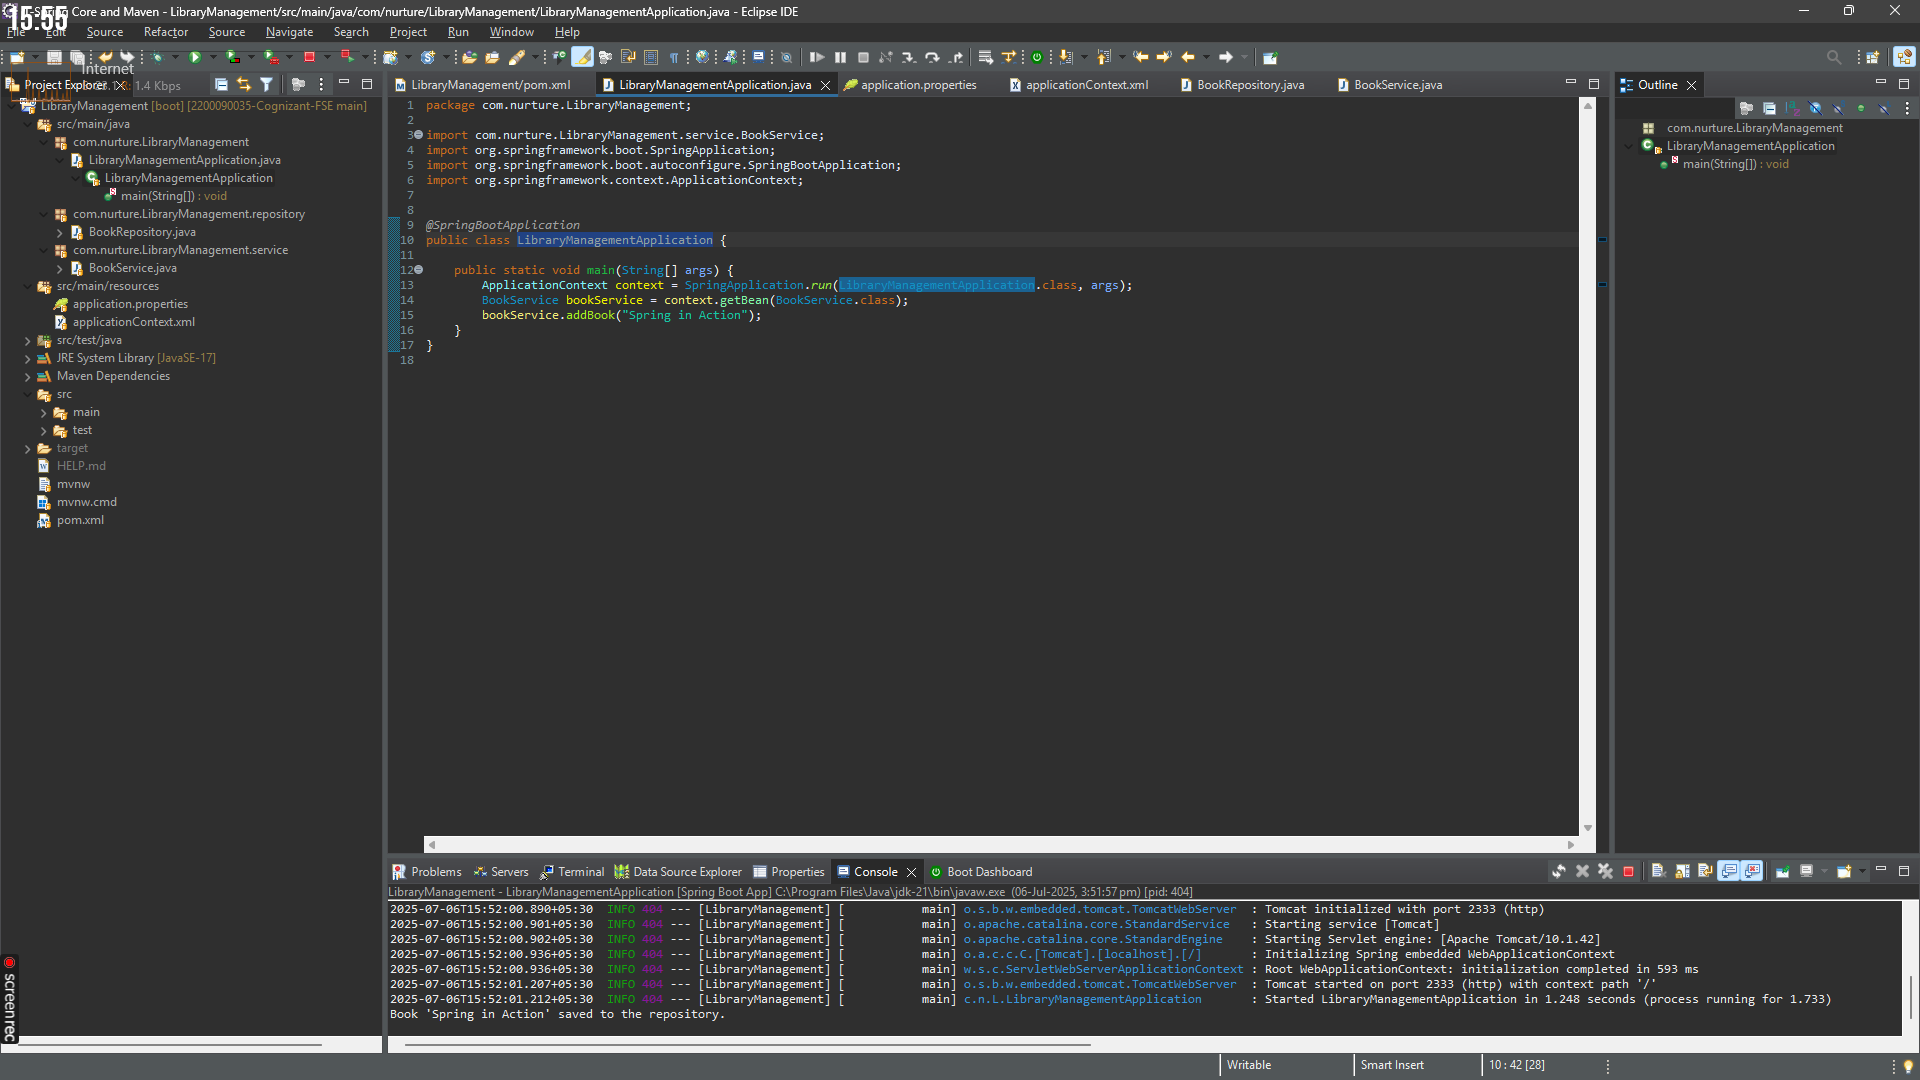 15:55
Core and Maven - LibraryManagement/src/main/java/com/nurture/LibraryManagement/LibraryManagementApplication.java - Eclipse IDE
File Edit Source Refactor Source Navigate Search Project Run Window Help
Internet
1.4 Kbps
Project Explorer
LibraryManagement [boot] [2200090035-Cognizant-FSE main]
src/main/java
com.nurture.LibraryManagement
LibraryManagementApplication.java
LibraryManagementApplication
main(String[]) : void
com.nurture.LibraryManagement.repository
BookRepository.java
com.nurture.LibraryManagement.service
BookService.java
src/main/resources
application.properties
applicationContext.xml
src/test/java
JRE System Library [JavaSE-17]
Maven Dependencies
src
main
test
target
HELP.md
mvnw
mvnw.cmd
pom.xml
screen rec
LibraryManagement/pom.xml LibraryManagementApplication.java application.properties applicationContext.xml BookRepository.java BookService.java
1 package com.nurture.LibraryManagement;
2
3 import com.nurture.LibraryManagement.service.BookService;
4 import org.springframework.boot.SpringApplication;
5 import org.springframework.boot.autoconfigure.SpringBootApplication;
6 import org.springframework.context.ApplicationContext;
7
8
9 @SpringBootApplication
10 public class LibraryManagementApplication {
11
12 public static void main(String[] args) {
13 ApplicationContext context = SpringApplication.run(LibraryManagementApplication.class, args);
14 BookService bookService = context.getBean(BookService.class);
15 bookService.addBook("Spring in Action");
16 }
17 }
18
Outline
com.nurture.LibraryManagement
LibraryManagementApplication
main(String[]) : void
Problems Servers Terminal Data Source Explorer Properties Console Boot Dashboard
LibraryManagement - LibraryManagementApplication [Spring Boot App] C:\Program Files\Java\jdk-21\bin\javaw.exe (06-Jul-2025, 3:51:57 pm) [pid: 404]
2025-07-06T15:52:00.890+05:30 INFO 404 --- [LibraryManagement] [ main] o.s.b.w.embedded.tomcat.TomcatWebServer : Tomcat initialized with port 2333 (http)
2025-07-06T15:52:00.901+05:30 INFO 404 --- [LibraryManagement] [ main] o.apache.catalina.core.StandardService : Starting service [Tomcat]
2025-07-06T15:52:00.902+05:30 INFO 404 --- [LibraryManagement] [ main] o.apache.catalina.core.StandardEngine : Starting Servlet engine: [Apache Tomcat/10.1.42]
2025-07-06T15:52:00.936+05:30 INFO 404 --- [LibraryManagement] [ main] o.a.c.c.C.[Tomcat].[localhost].[/] : Initializing Spring embedded WebApplicationContext
2025-07-06T15:52:00.936+05:30 INFO 404 --- [LibraryManagement] [ main] w.s.c.ServletWebServerApplicationContext : Root WebApplicationContext: initialization completed in 593 ms
2025-07-06T15:52:01.207+05:30 INFO 404 --- [LibraryManagement] [ main] o.s.b.w.embedded.tomcat.TomcatWebServer : Tomcat started on port 2333 (http) with context path '/'
2025-07-06T15:52:01.212+05:30 INFO 404 --- [LibraryManagement] [ main] c.n.L.LibraryManagementApplication : Started LibraryManagementApplication in 1.248 seconds (process running for 1.733)
Book 'Spring in Action' saved to the repository.
Writable Smart Insert 10 : 42 [28]